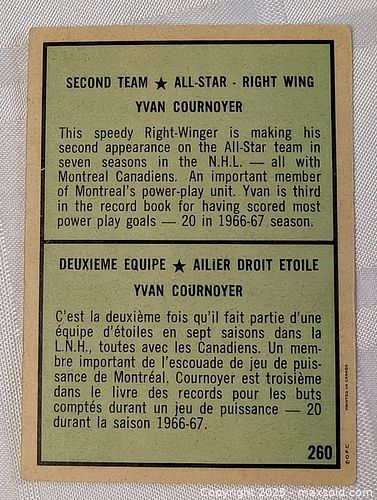 SECOND TEAM ★ ALL-STAR - RIGHT WING
YVAN COURNOYER
This speedy Right-Winger is making his
second appearance on the All-Star team in
seven seasons in the N.H.L. — all with
Montreal Canadiens. An important member
of Montreal's power-play unit. Yvan is third
in the record book for having scored most
power play goals — 20 in 1966-67 season.
DEUXIEME EQUIPE ★ AILIER DROIT ETOILE
YVAN COURNOYER
C'est la deuxième fois qu'il fait partie d'une
équipe d'étoiles en sept saisons dans la
L.N.H., toutes avec les Canadiens. Un mem-
bre important de l'escouade de jeu de puis-
sance de Montréal. Cournoyer est troisième
dans le livre des records pour les buts
comptés durant un jeu de puissance — 20
durant la saison 1966-67.
260
© O.P.C. PRINTED IN CANADA
Copyright 2025 - maxsold.com